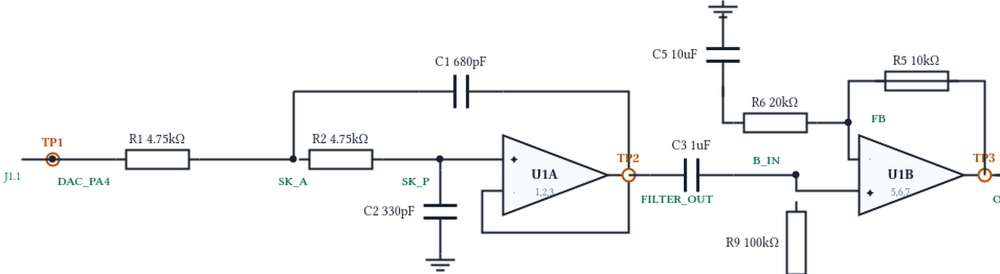 C5 10uF
R5 10kΩ
C1 680pF
R6 20kΩ
FB
TP1
R1 4.75kΩ
R2 4.75kΩ
C3 1uF
TP2
B_IN
TP3
J1.1
DAC_PA4
SK_A
SK_P
+
-
U1A
1,2,3
FILTER_OUT
-
+
U1B
5,6,7
C2 330pF
R9 100kΩ